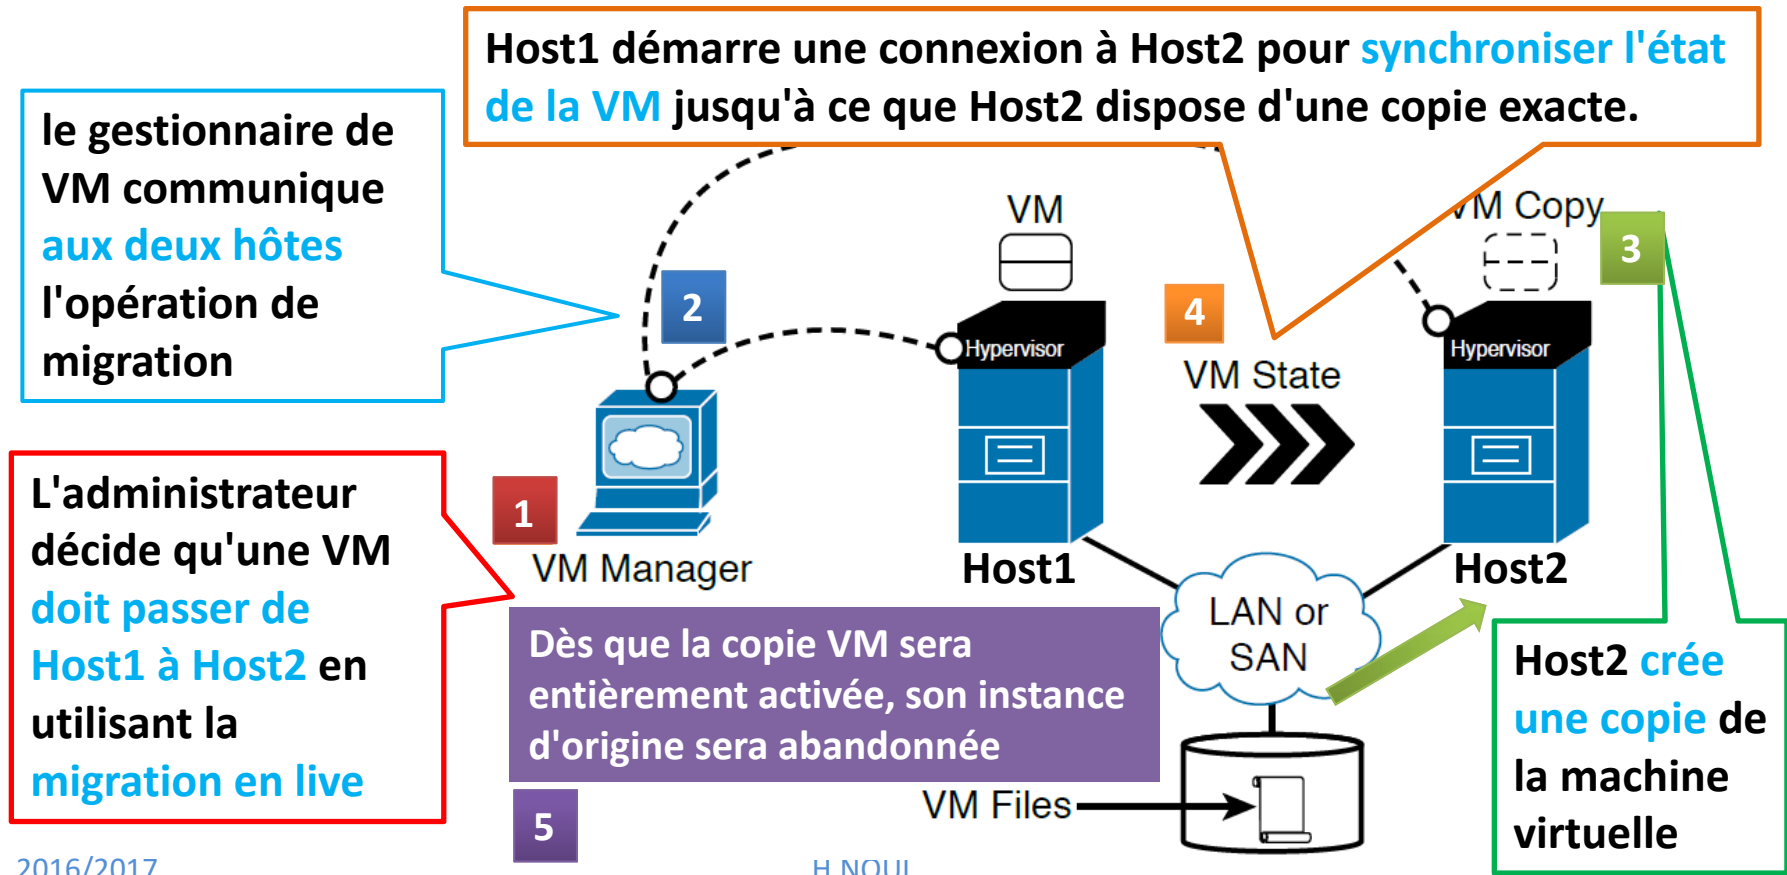 Host1 démarre une connexion à Host2 pour synchroniser l'état
de la VM jusqu'à ce que Host2 dispose d'une copie exacte.
le gestionnaire de
VM communique
aux deux hôtes
l'opération de
migration
2
VM
VM Copy
3
4
Hypervisor
Hypervisor
VM State
L'administrateur
décide qu'une VM
doit passer de
Host1 à Host2 en
utilisant la
migration en live
1
VM Manager
Host1
Host2
LAN or
SAN
Dès que la copie VM sera
entièrement activée, son instance
d'origine sera abandonnée
5
VM Files
Host2 crée
une copie de
la machine
virtuelle
2016/2017
H NOUI